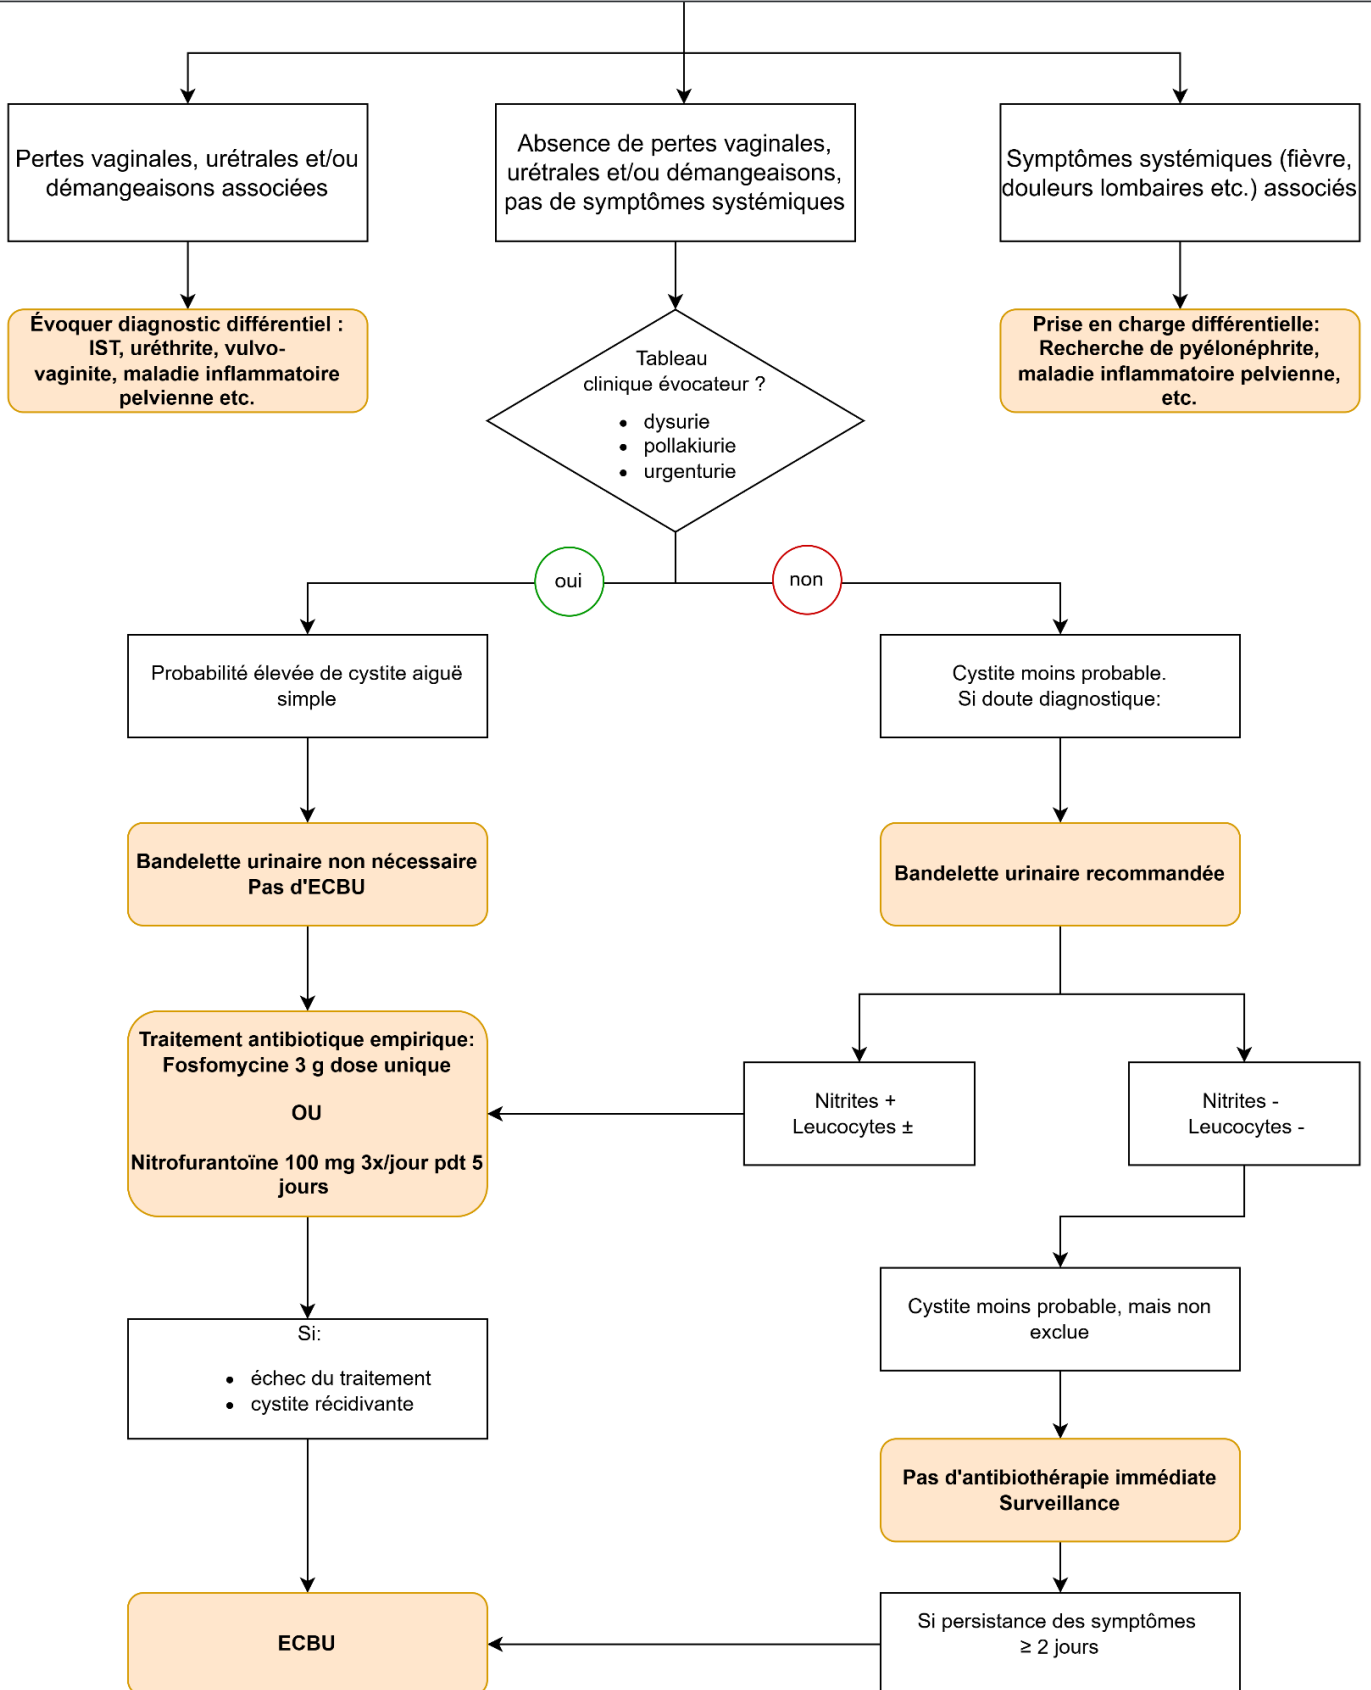 Pertes vaginales, urétrales et/ou
démangeaisons associées
Absence de pertes vaginales,
urétrales et/ou démangeaisons,
pas de symptômes systémiques
Symptômes systémiques (fièvre,
douleurs lombaires etc.) associés
Évoquer diagnostic différentiel :
IST, uréthrite, vulvo-
vaginite, maladie inflammatoire
pelvienne etc.
Prise en charge différentielle:
Recherche de pyélonéphrite,
maladie inflammatoire pelvienne,
etc.
Tableau
clinique évocateur ?
• dysurie
• pollakiurie
• urgenturie
oui
non
Probabilité élevée de cystite aiguë
simple
Cystite moins probable.
Si doute diagnostique:
Bandelette urinaire non nécessaire
Pas d'ECBU
Bandelette urinaire recommandée
Traitement antibiotique empirique:
Fosfomycine 3 g dose unique
OU
Nitrofurantoïne 100 mg 3x/jour pdt 5
jours
Nitrites +
Leucocytes ±
Nitrites -
Leucocytes -
Cystite moins probable, mais non
exclue
Si:
• échec du traitement
• cystite récidivante
Pas d'antibiothérapie immédiate
Surveillance
ECBU
Si persistance des symptômes
≥ 2 jours